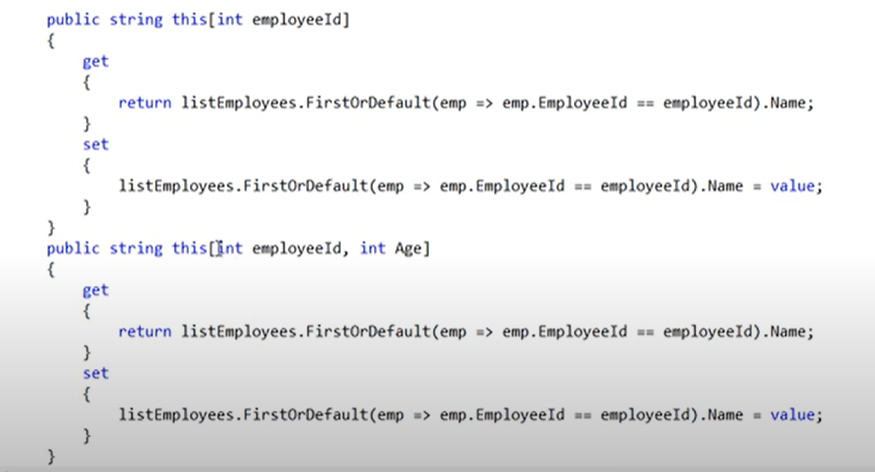 public string this[int employeeId]
{
get
{
return listEmployees.FirstOrDefault(emp => emp.EmployeeId == employeeId).Name;
}
set
{
listEmployees.FirstOrDefault(emp => emp.EmployeeId == employeeId).Name = value;
}
}
public string this[int employeeId, int Age]
{
get
{
return listEmployees.FirstOrDefault(emp => emp.EmployeeId == employeeId).Name;
}
set
{
listEmployees.FirstOrDefault(emp => emp.EmployeeId == employeeId).Name = value;
}
}